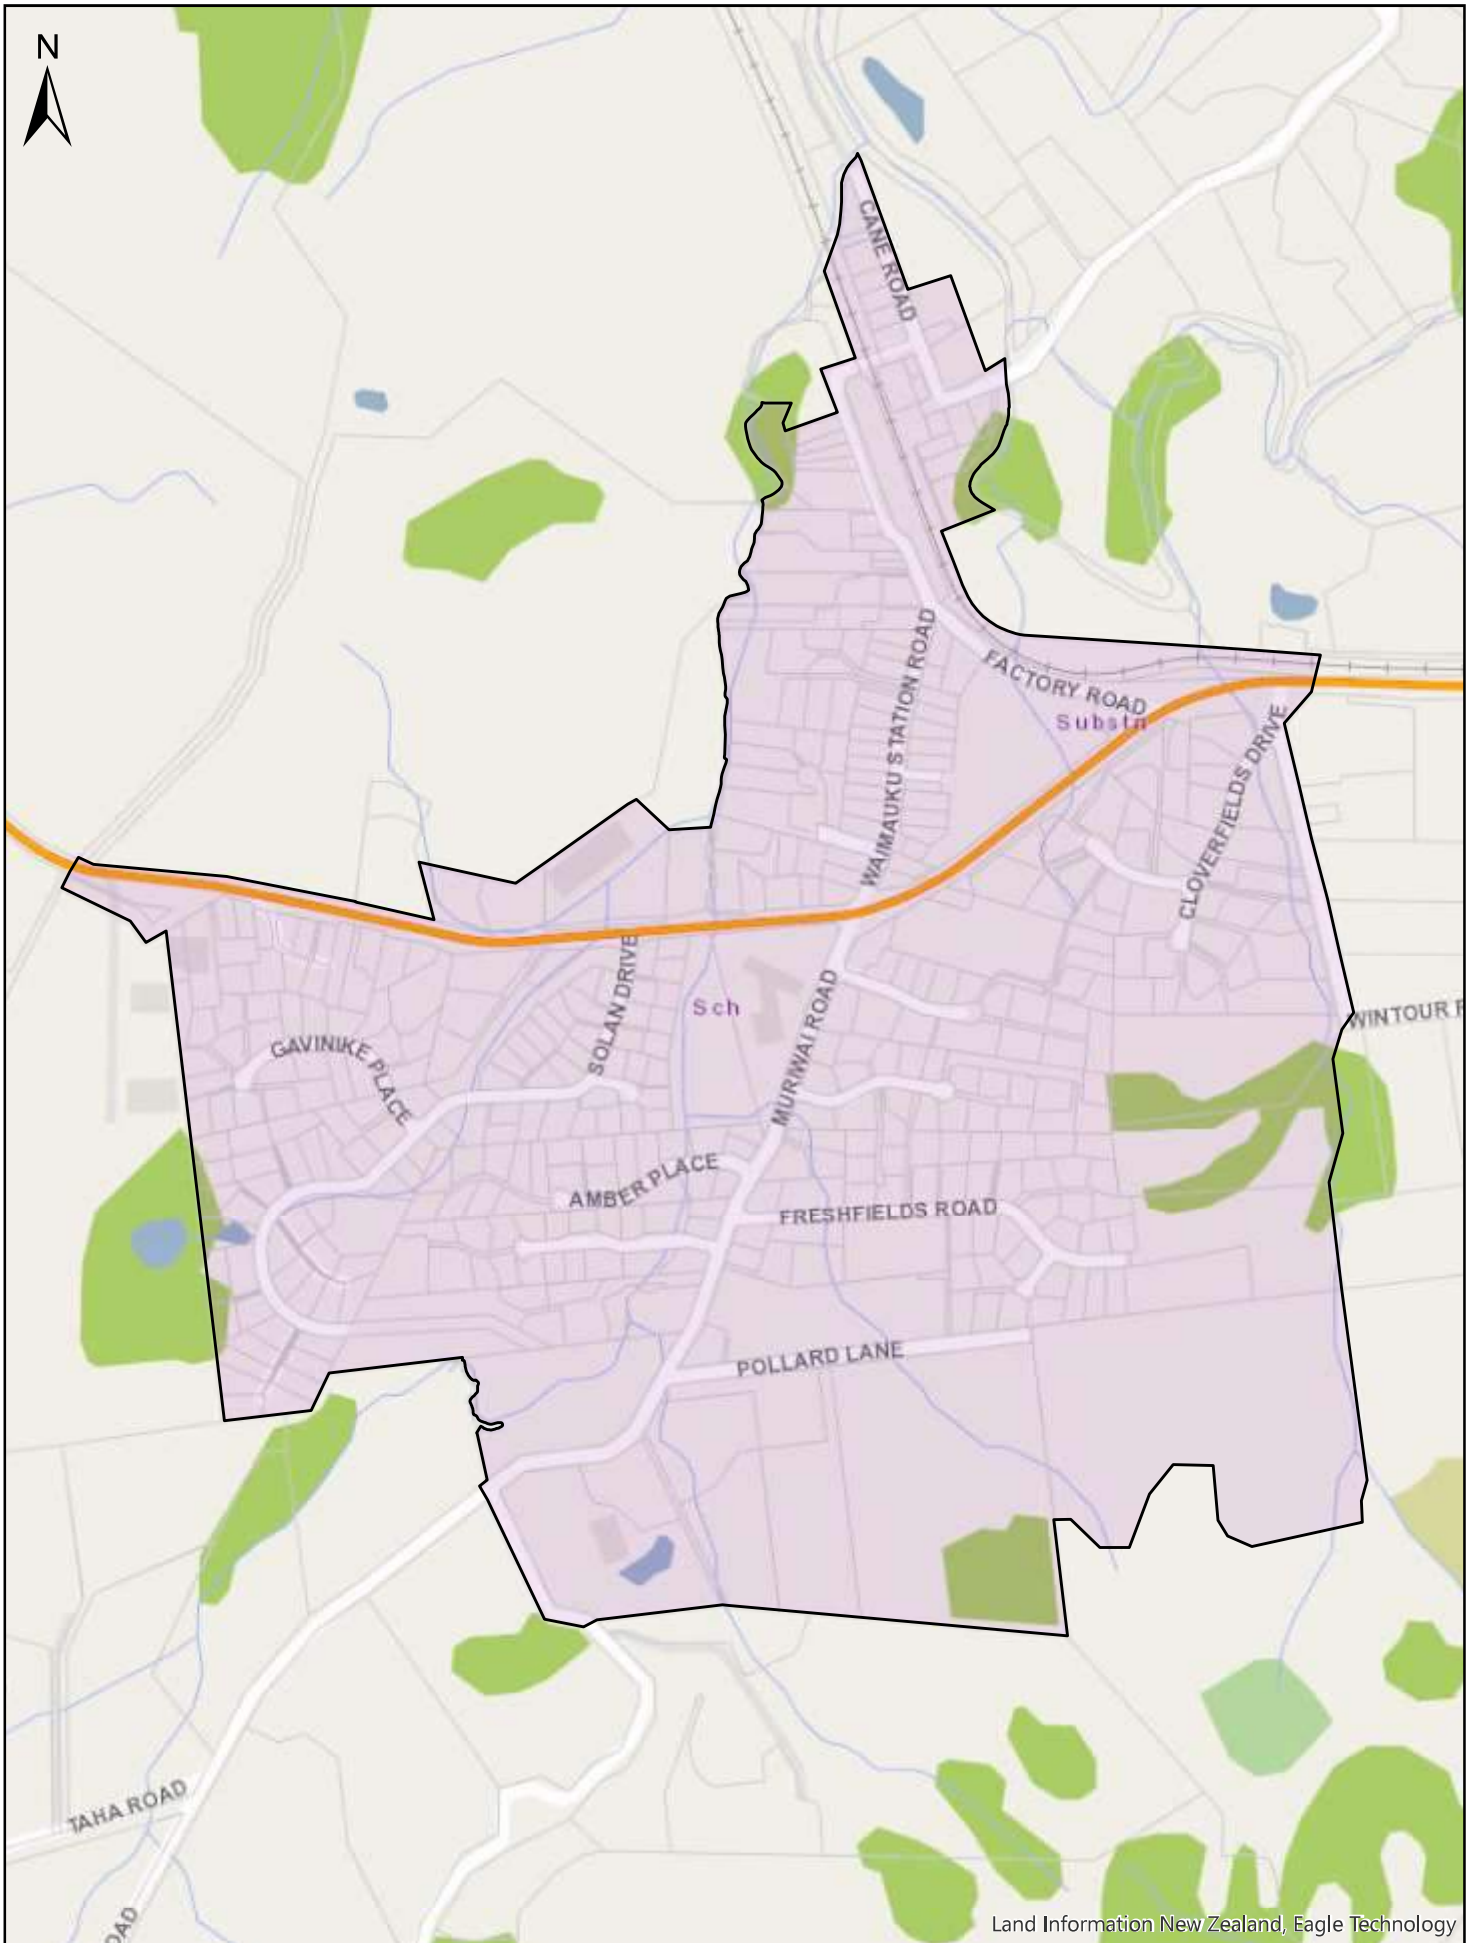 N
CANE ROAD
WAIMAUKU STATION ROAD
FACTORY ROAD
Substn
CLOVERFIELDS DRIVE
SOLAN DRIVE
Sch
MURIWAI ROAD
WINTOUR R
GAVINIKE PLACE
AMBER PLACE
FRESHFIELDS ROAD
POLLARD LANE
TAHA ROAD
OAD
Land Information New Zealand, Eagle Technology